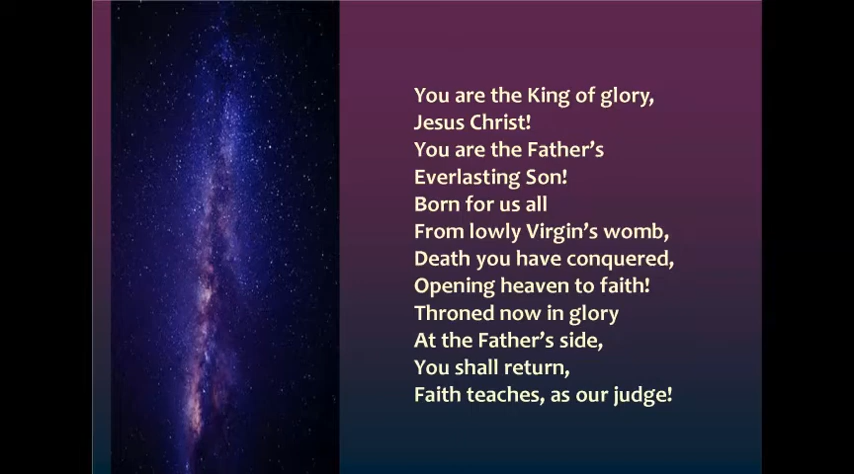 You are the King of glory,
Jesus Christ!
You are the Father’s
Everlasting Son!
Born for us all
From lowly Virgin’s womb,
Death you have conquered,
Opening heaven to faith!
Throned now in glory
At the Father’s side,
You shall return,
Faith teaches, as our judge!